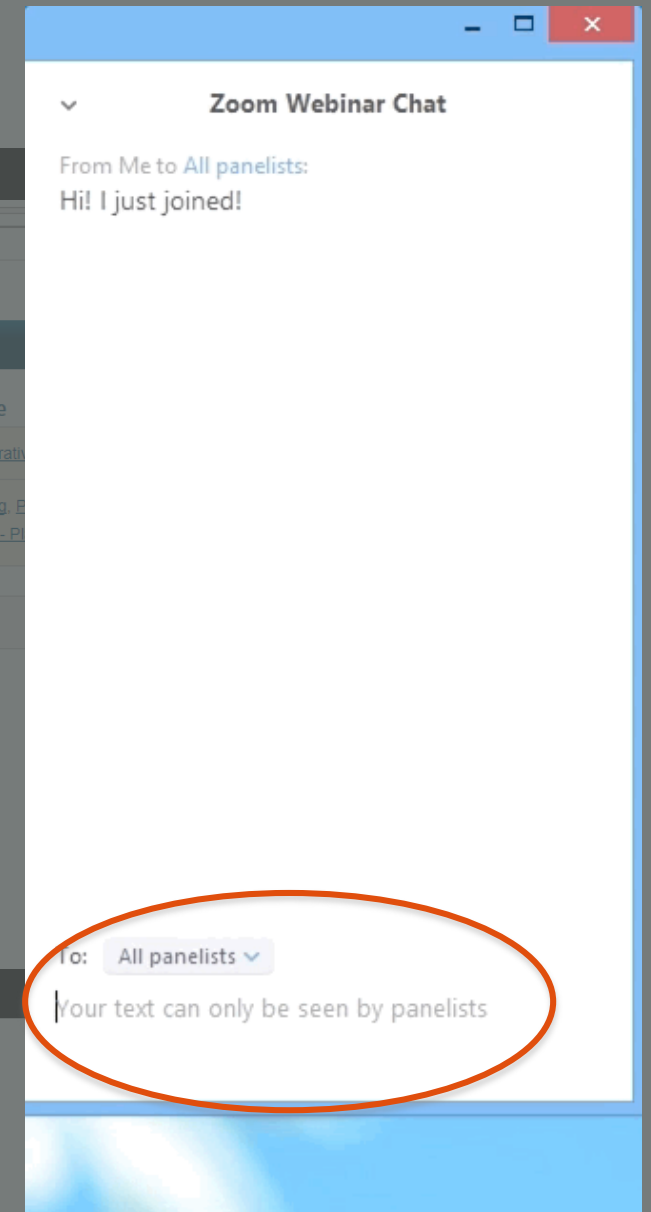 Zoom Webinar Chat
From Me to All panelists:
Hi! I just joined!
To: All panelists
Your text can only be seen by panelists